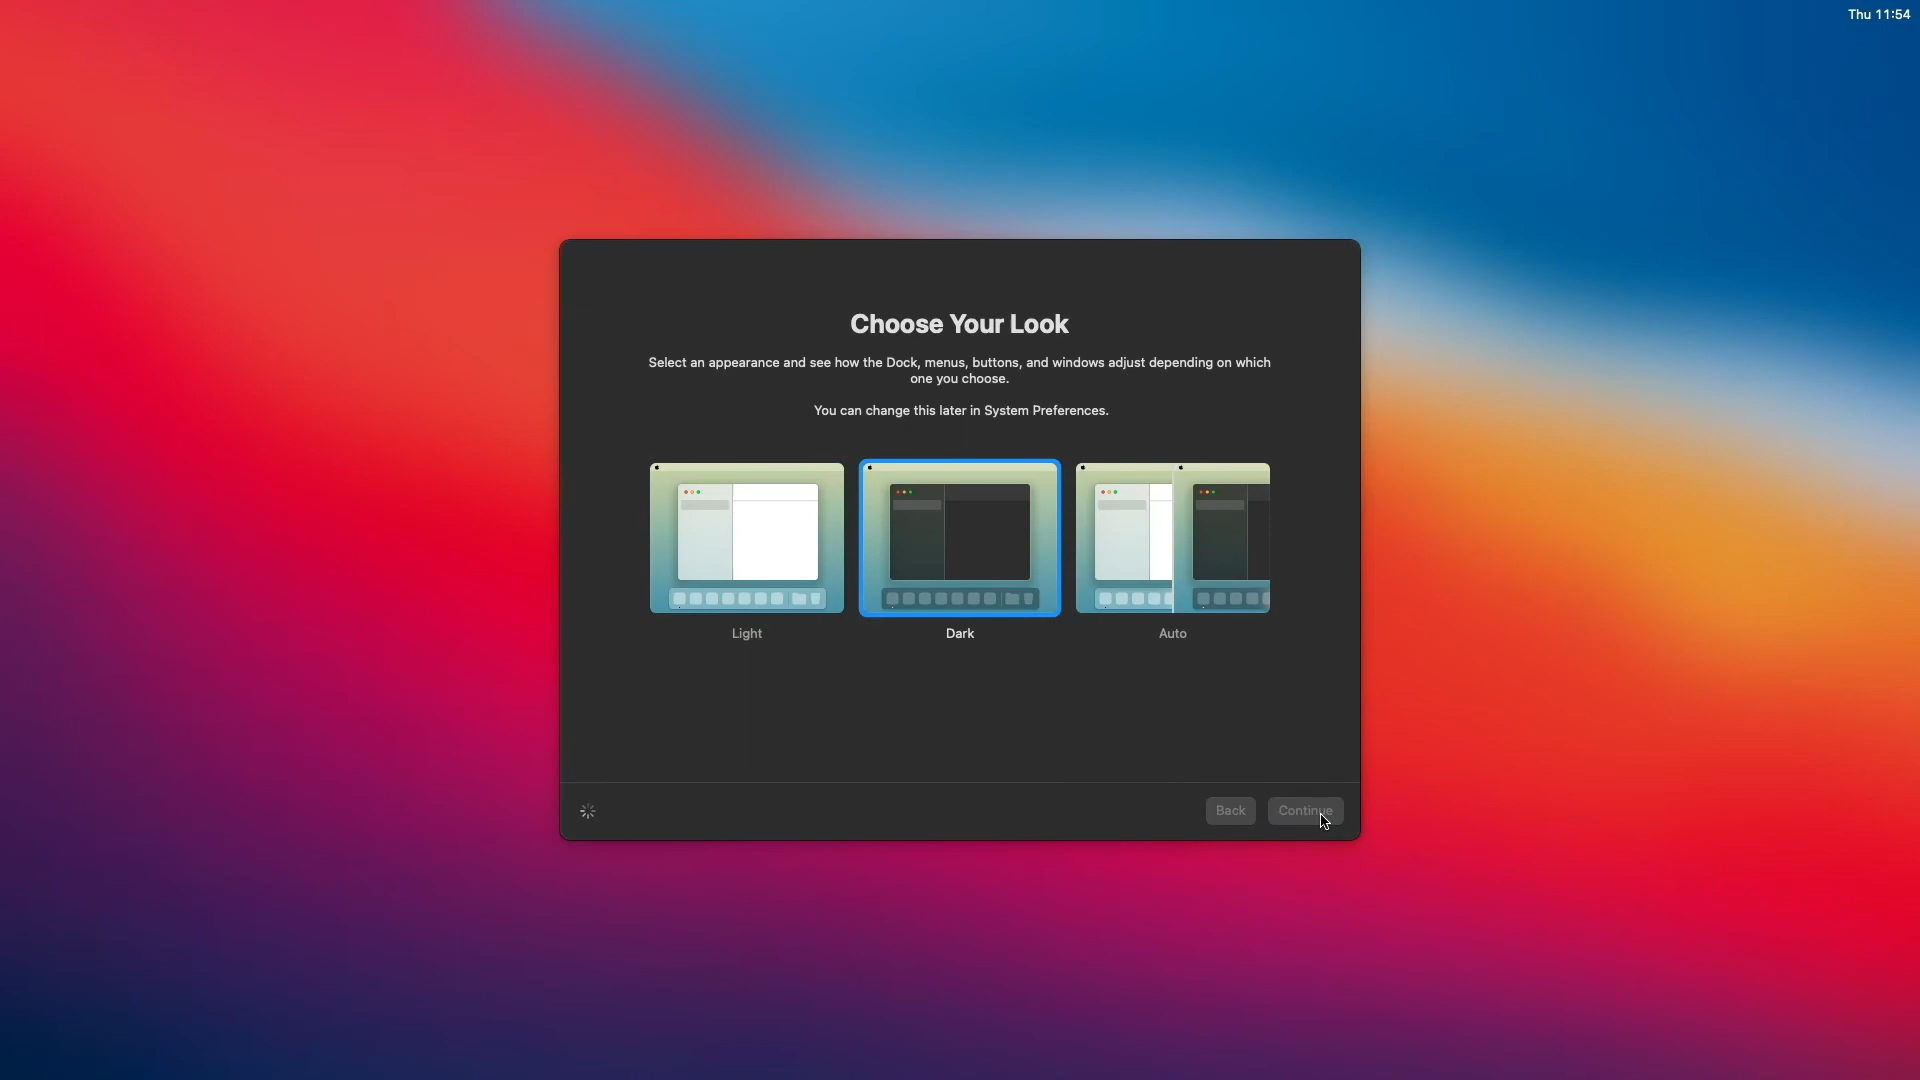 Thu 11:54
Choose Your Look
Select an appearance and see how the Dock, menus, buttons, and windows adjust depending on which
one you choose.
You can change this later in System Preferences.
Light
Dark
Auto
Back
Continue